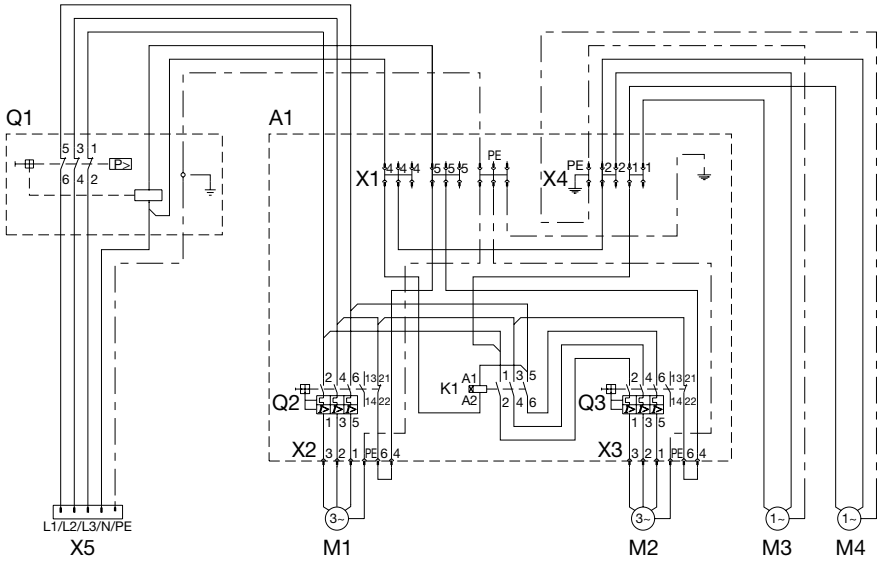 Q1
A1
5 3 1
P>
6 4 2
PE
X1
4 4 4
5 5 5
PE
X4
2 2 1 1
2 4 6 13 21
Q2
14 22
1 3 5
X2
3 2 1 PE 6 4
A1
K1
A2
1 3 5
2 4 6
2 4 6 13 21
Q3
14 22
1 3 5
X3
3 2 1 PE 6 4
L1/L2/L3/N/PE
X5
3~
M1
3~
M2
1~
M3
1~
M4